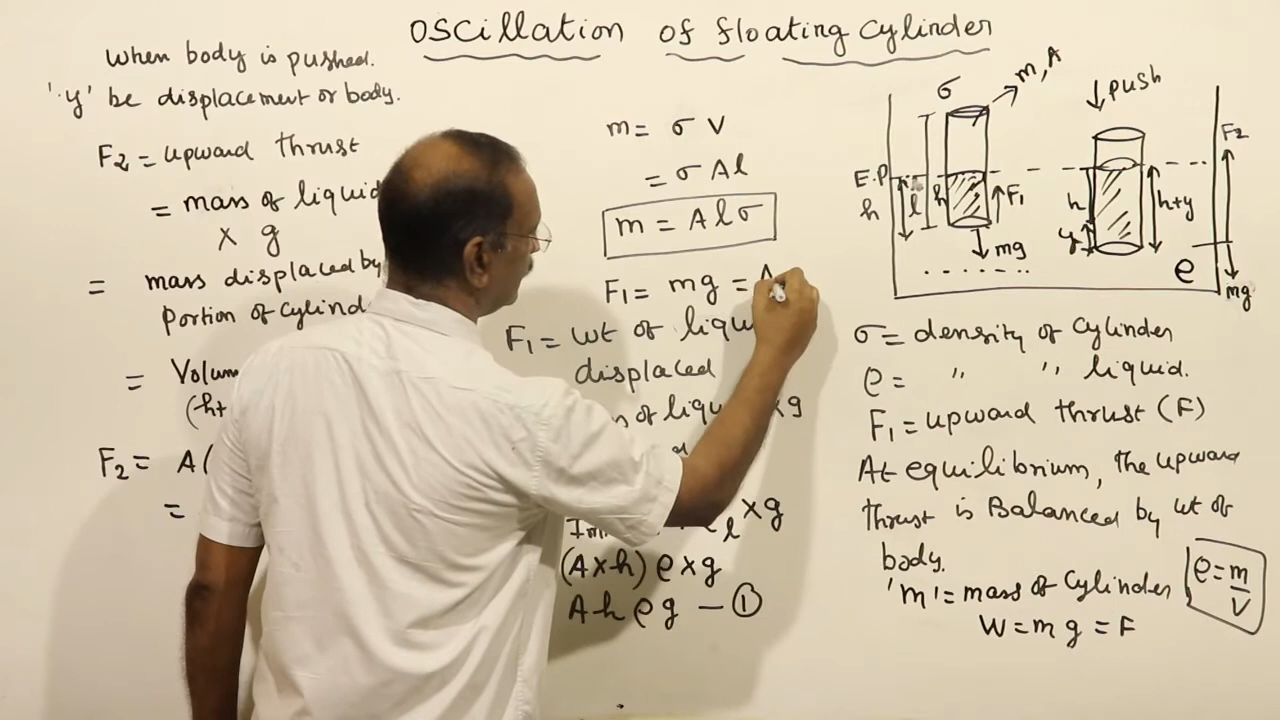 Oscillation of floating cylinder
When body is pushed.
'y' be displacement or body.
F2 = upward thrust
= mass of liquid
× g
= mass displaced by
portion of cylind
= Volum
(h+
F2 = A(
=
m = σ V
= σ Al
m = A l σ
F1 = mg = A
F1 = wt of liqu
displaced
of liqu × g
l × g
(A×h) ρ × g
A h ρ g — ①
σ
m, A
push
F2
E.P
h
l
h
F1
h
h+y
y
mg
ρ
mg
σ = density of cylinder
ρ = " " liquid.
F1 = upward thrust (F)
At equilibrium, the upward
thrust is Balanced by wt of
body.
'm' = mass of cylinder
W = m g = F
ρ = m
V